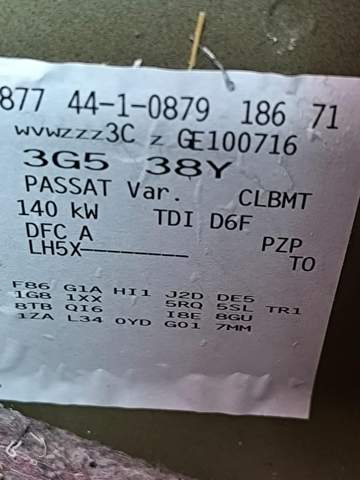 877 44-1-0879 186 71
WVWZZZ3C Z GE100716
3G5 38Y
PASSAT Var. CLBMT
140 kW TDI D6F
DFC A PZP
LH5X————————— TO
F86 G1A HI1 J2D DE5
1GB 1XX 5RQ 5SL TR1
8TB QI6 I8E 8GU
1ZA L34 0YD G01 7MM